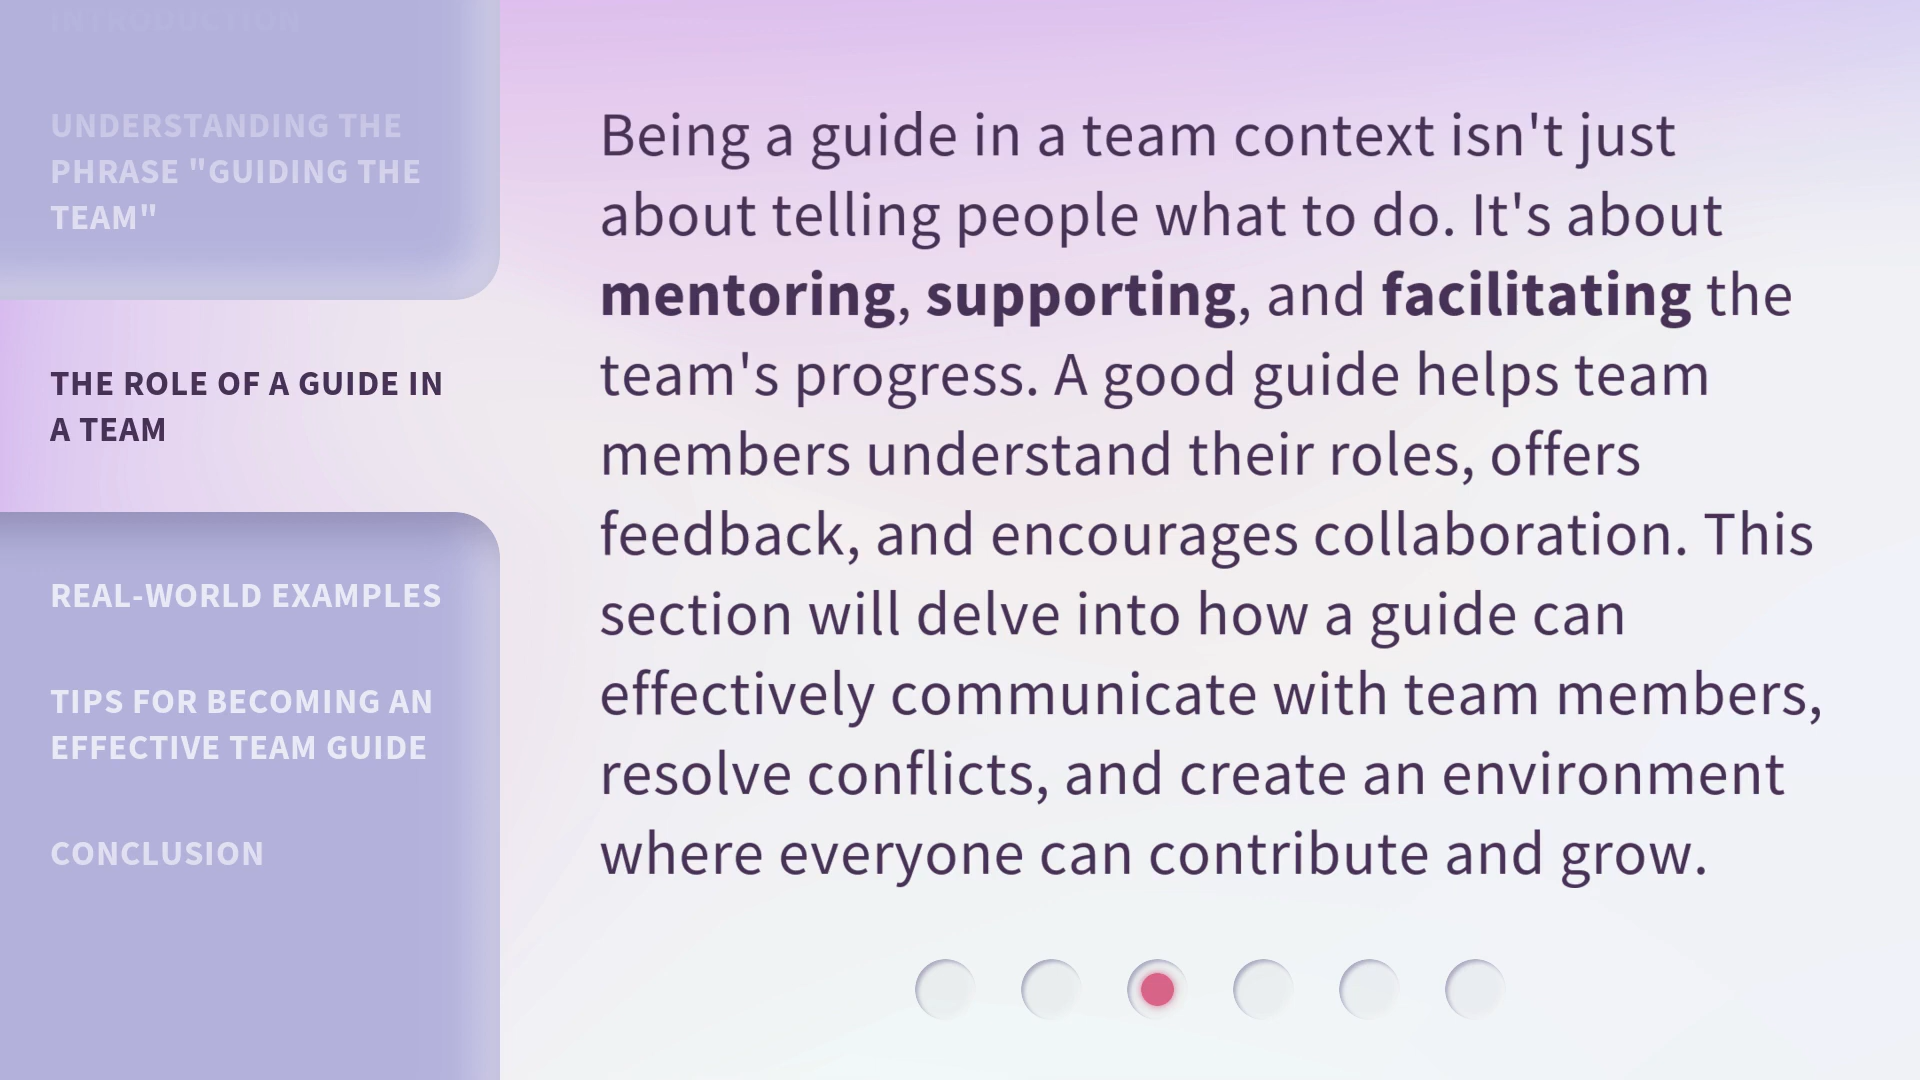 INTRODUCTION
UNDERSTANDING THE
PHRASE "GUIDING THE
TEAM"
THE ROLE OF A GUIDE IN
A TEAM
REAL-WORLD EXAMPLES
TIPS FOR BECOMING AN
EFFECTIVE TEAM GUIDE
CONCLUSION
Being a guide in a team context isn't just
about telling people what to do. It's about
mentoring, supporting, and facilitating the
team's progress. A good guide helps team
members understand their roles, offers
feedback, and encourages collaboration. This
section will delve into how a guide can
effectively communicate with team members,
resolve conflicts, and create an environment
where everyone can contribute and grow.